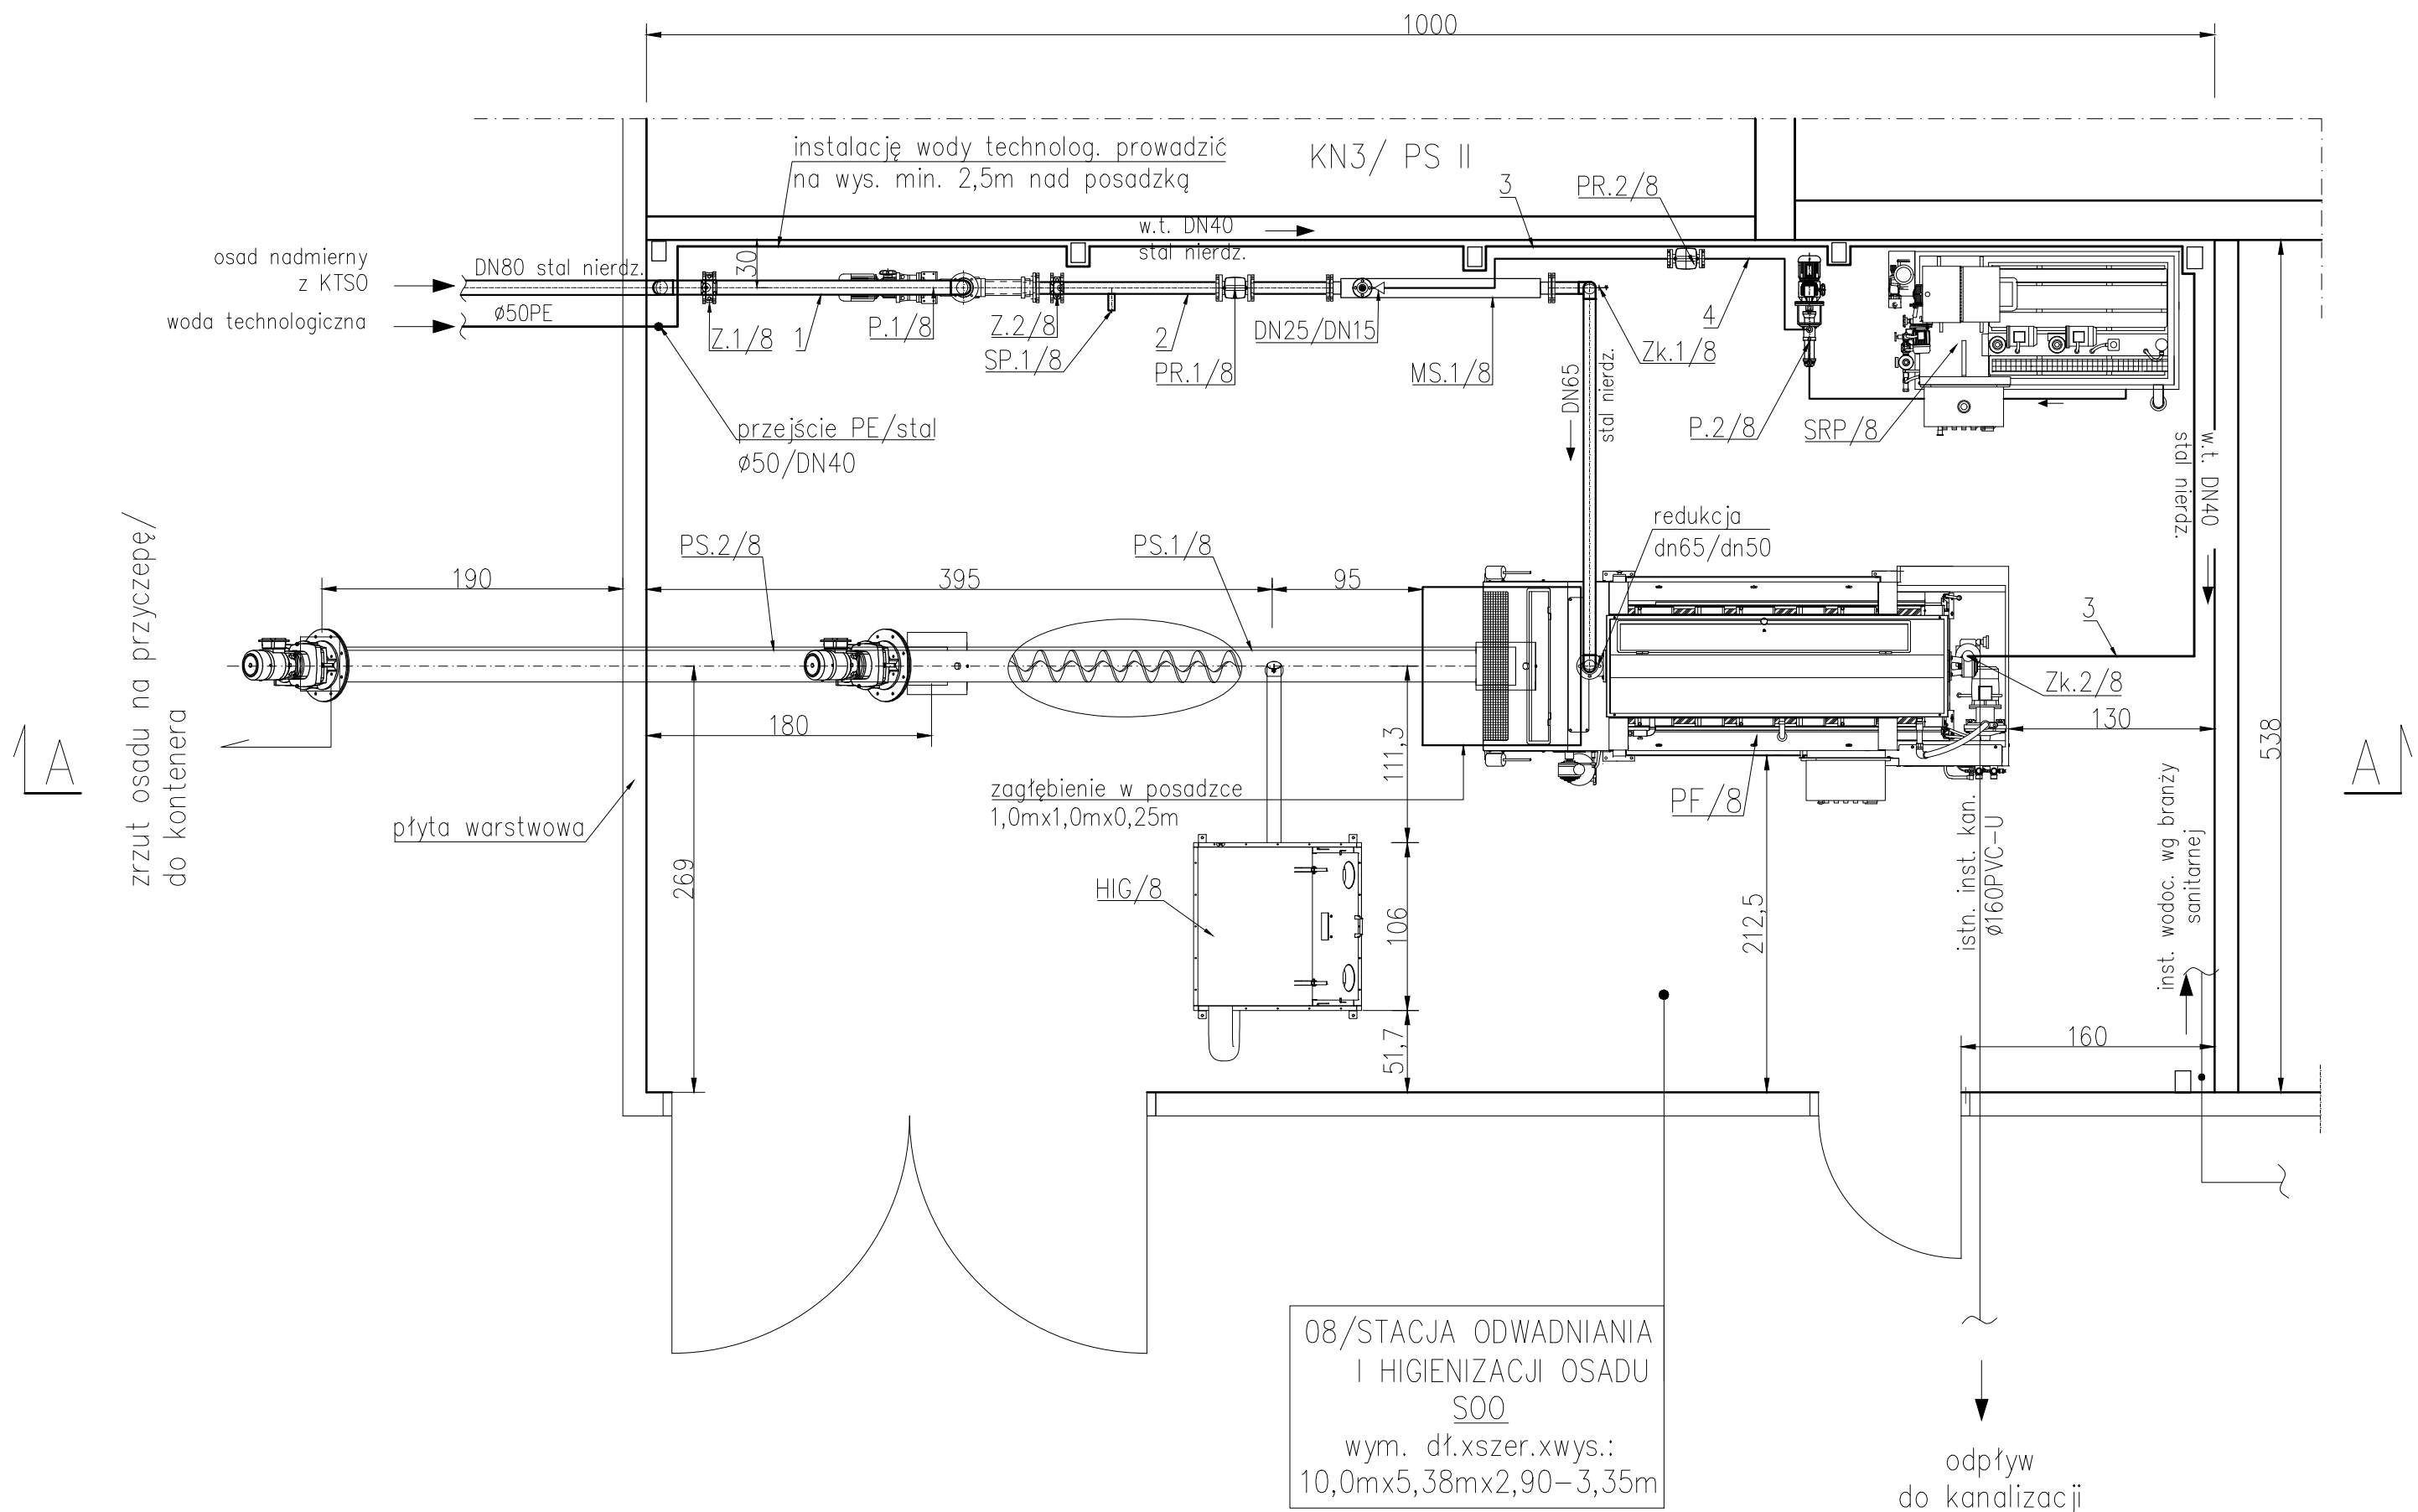 1000
instalację wody technolog. prowadzić
na wys. min. 2,5m nad posadzką
KN3/ PS II
3
PR.2/8
w.t. DN40
stal nierdz.
osad nadmierny
z KTSO
DN80 stal nierdz.
30
woda technologiczna
ø50PE
Z.1/8
1
P.1/8
Z.2/8
SP.1/8
2
PR.1/8
DN25/DN15
MS.1/8
Zk.1/8
4
DN65
stal nierdz.
P.2/8
SRP/8
przejście PE/stal
ø50/DN40
w.t. DN40
stal nierdz.
zrzut osadu na przyczepę/
do kontenera
PS.2/8
PS.1/8
redukcja
dn65/dn50
190
395
95
3
Zk.2/8
180
130
111,3
538
A
A
zagłębienie w posadzce
1,0mx1,0mx0,25m
PF/8
płyta warstwowa
269
HIG/8
106
212,5
istn. inst. kan.
ø160PVC-U
inst. wodoc. wg branży
sanitarnej
51,7
160
08/STACJA ODWADNIANIA
I HIGIENIZACJI OSADU
SOO
wym. dł.xszer.xwys.:
10,0mx5,38mx2,90-3,35m
odpływ
do kanalizacji